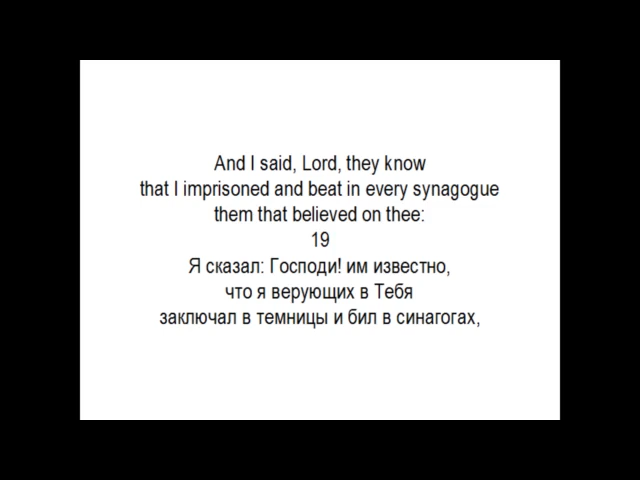 And I said, Lord, they know
that I imprisoned and beat in every synagogue
them that believed on thee:
19
Я сказал: Господи! им известно,
что я верующих в Тебя
заключал в темницы и бил в синагогах,